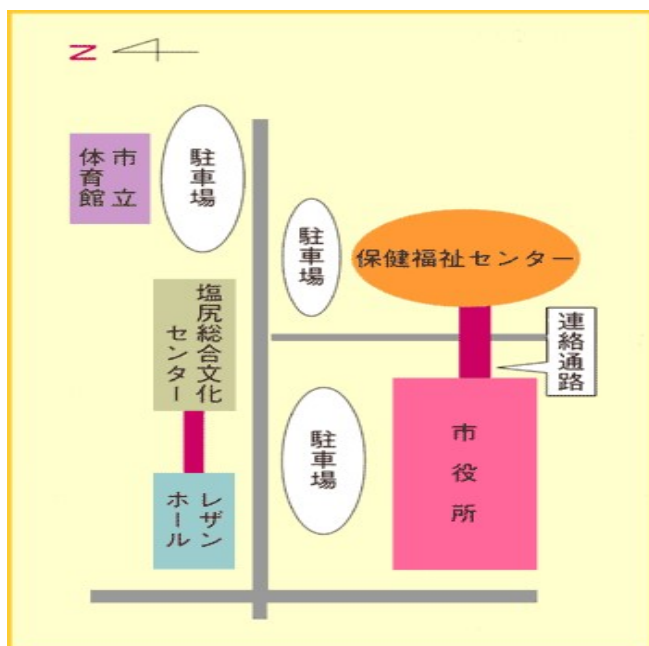 N
市立
体育館
駐車場
駐車場
保健福祉センター
塩尻総合文化
センター
連絡通路
駐車場
市役所
レザン
ホール